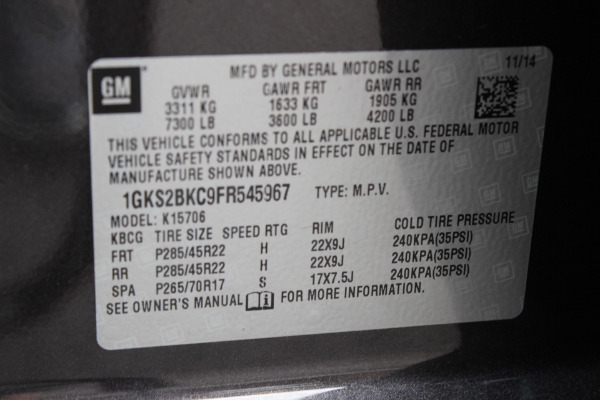 GM
MFD BY GENERAL MOTORS LLC 11/14
GVWR GAWR FRT GAWR RR
3311 KG 1633 KG 1905 KG
7300 LB 3600 LB 4200 LB
THIS VEHICLE CONFORMS TO ALL APPLICABLE U.S. FEDERAL MOTOR
VEHICLE SAFETY STANDARDS IN EFFECT ON THE DATE OF
MANUFACTURE SHOWN ABOVE.
1GKS2BKC9FR545967 TYPE: M.P.V.
MODEL: K15706
KBCG TIRE SIZE SPEED RTG RIM COLD TIRE PRESSURE
FRT P285/45R22 H 22X9J 240KPA(35PSI)
RR P285/45R22 H 22X9J 240KPA(35PSI)
SPA P265/70R17 S 17X7.5J 240KPA(35PSI)
SEE OWNER'S MANUAL FOR MORE INFORMATION.